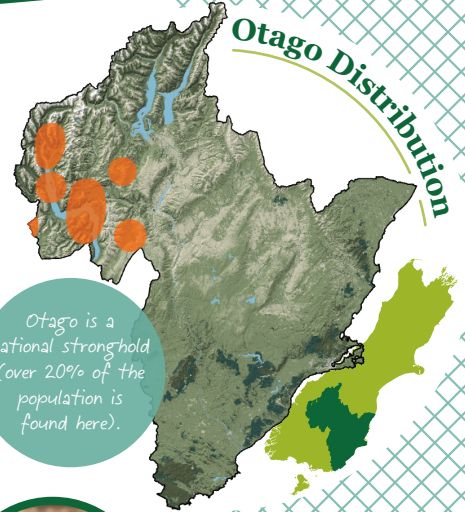 Otago Distribution
Otago is a
ational stronghold
(over 20% of the
population is
found here).